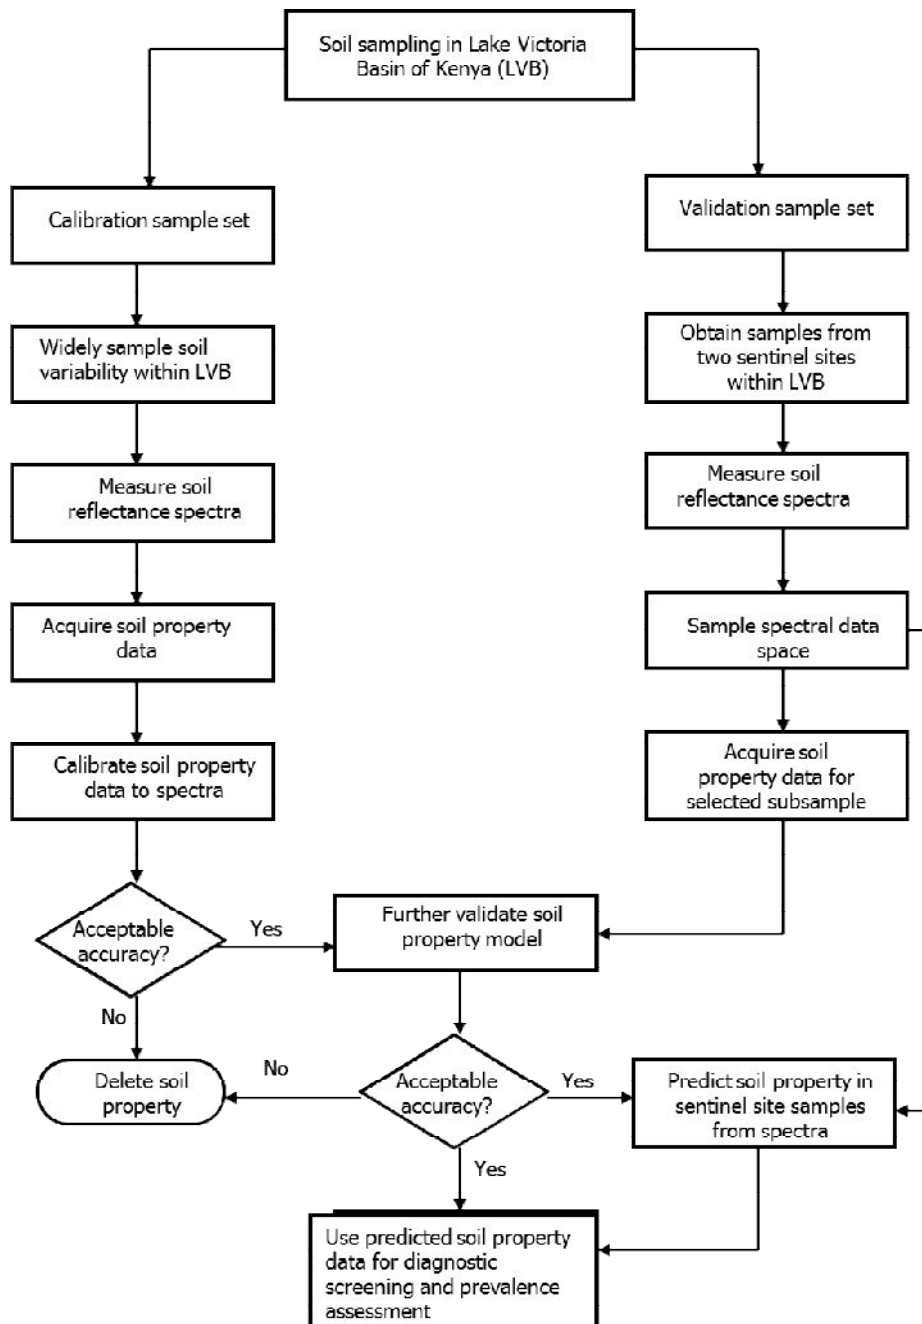 Soil sampling in Lake Victoria
Basin of Kenya (LVB)
Calibration sample set
Validation sample set
Widely sample soil
variability within LVB
Obtain samples from
two sentinel sites
within LVB
Measure soil
reflectance spectra
Measure soil
reflectance spectra
Acquire soil property
data
Sample spectral data
space
Calibrate soil property
data to spectra
Acquire soil
property data for
selected subsample
Acceptable
accuracy?
Yes
Further validate soil
property model
No
Delete soil
property
No
Acceptable
accuracy?
Yes
Predict soil property in
sentinel site samples
from spectra
Yes
Use predicted soil property
data for diagnostic
screening and prevalence
assessment